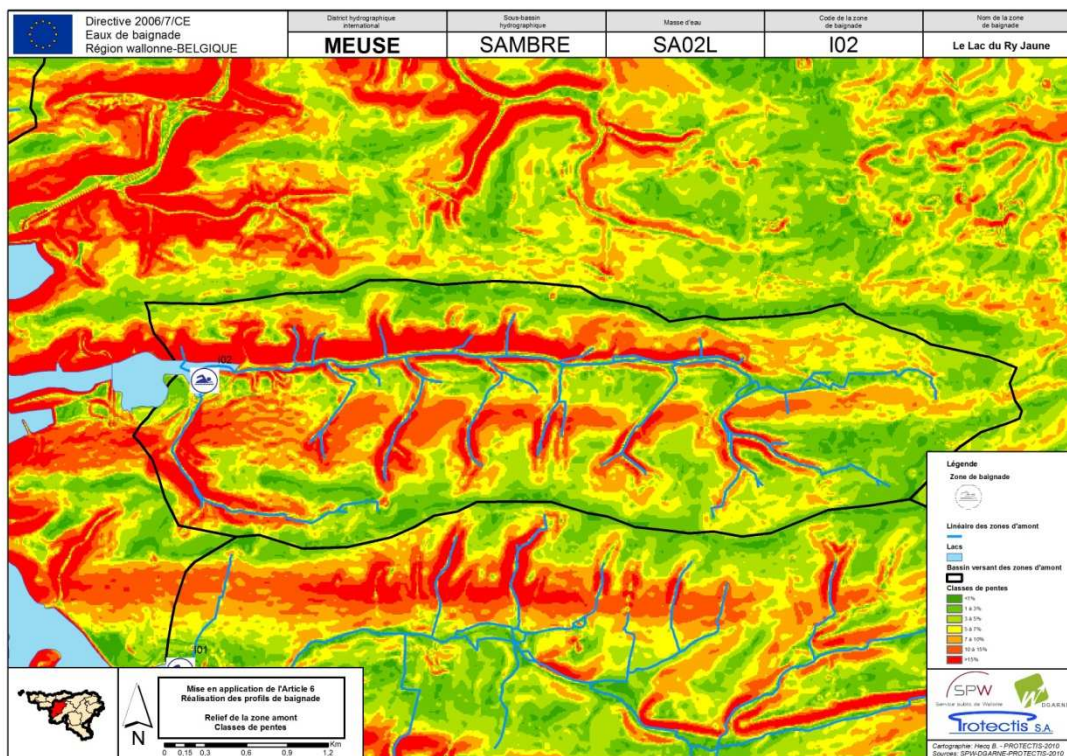 Directive 2006/7/CE
Eaux de baignade
Région wallonne-BELGIQUE
District hydrographique
international
MEUSE
Sous-bassin
hydrographique
SAMBRE
Masse d'eau
SA02L
Code de la zone
de baignade
I02
Nom de la zone
de baignade
Le Lac du Ry Jaune
I02
I01
Légende
Zone de baignade
Linéaire des zones d'amont
Lacs
Bassin versant des zones d'amont
Classes de pentes
<1%
1 à 3%
3 à 5%
5 à 7%
7 à 10%
10 à 15%
>15%
Mise en application de l'Article 6
Réalisation des profils de baignade
Relief de la zone amont
Classes de pentes
N
Km
0 0.15 0.3 0.6 0.9 1.2
SPW
Service public de Wallonie
DGARNE
Protectis S.A.
Cartographie: Hecq B. - PROTECTIS-2010
Sources: SPW-DGARNE-PROTECTIS-2010